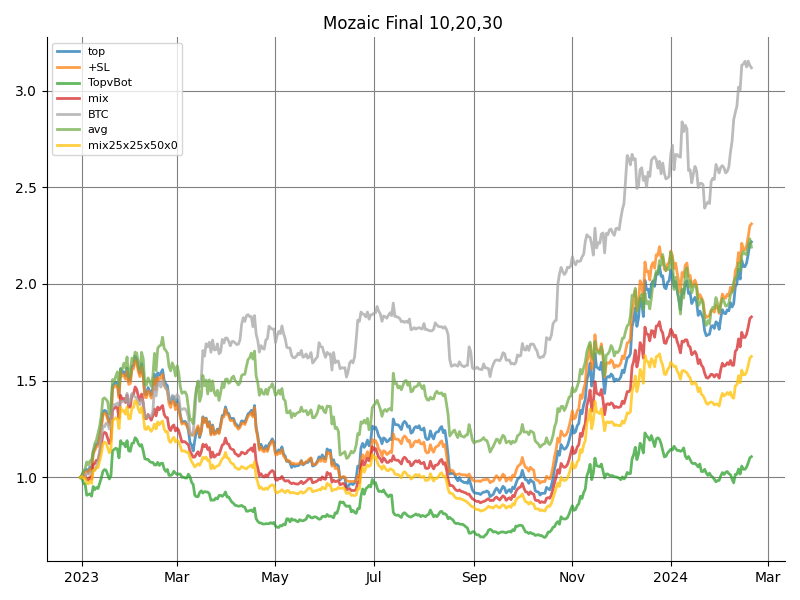 Mozaic Final 10,20,30
top
+SL
TopvBot
mix
BTC
avg
mix25x25x50x0
3.0
2.5
2.0
1.5
1.0
2023 Mar May Jul Sep Nov 2024 Mar